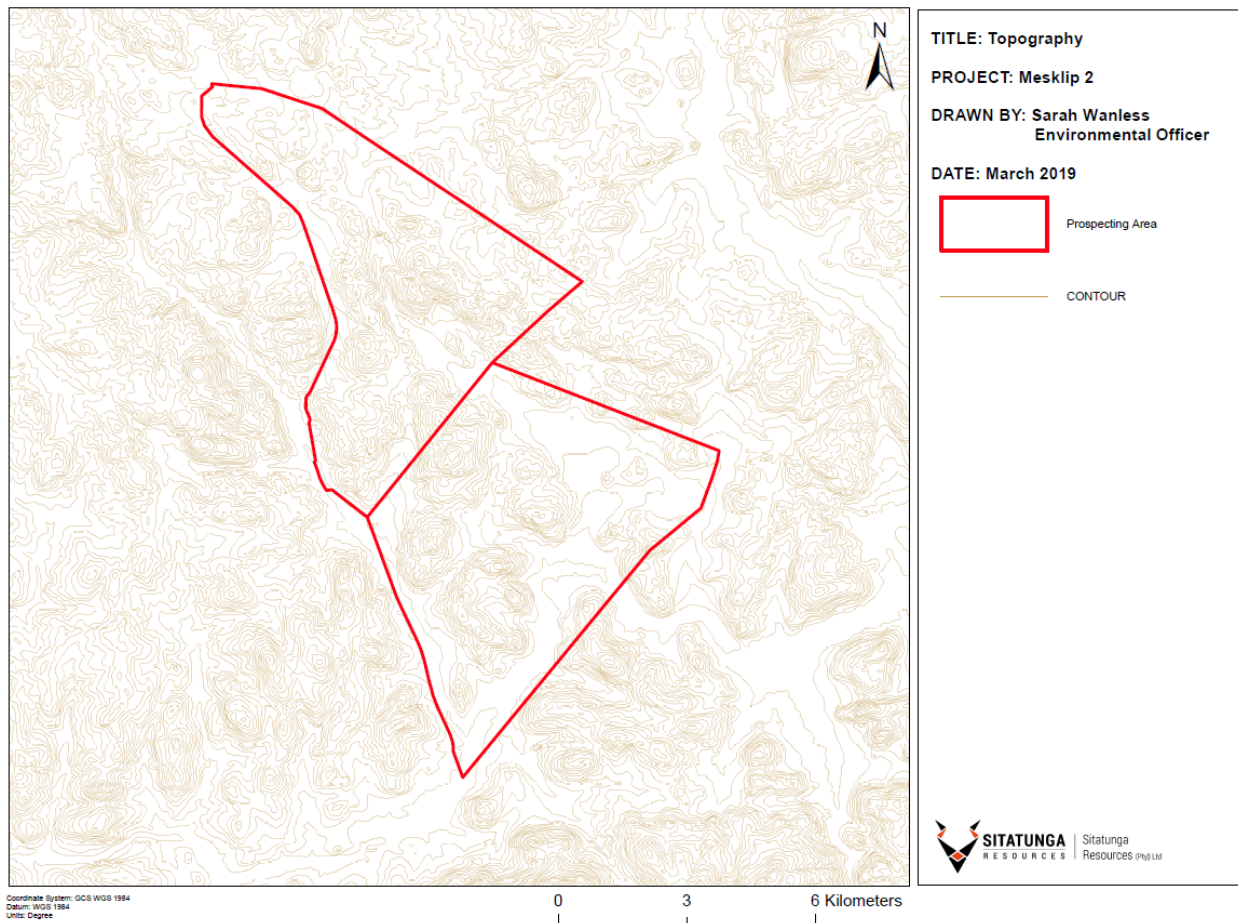 N
TITLE: Topography
PROJECT: Mesklip 2
DRAWN BY: Sarah Wanless
Environmental Officer
DATE: March 2019
Prospecting Area
CONTOUR
SITATUNGA
RESOURCES
Sitatunga
Resources (Pty) Ltd
Coordinate System: GCS WGS 1984
Datum: WGS 1984
Units: Degree
0 3 6 Kilometers